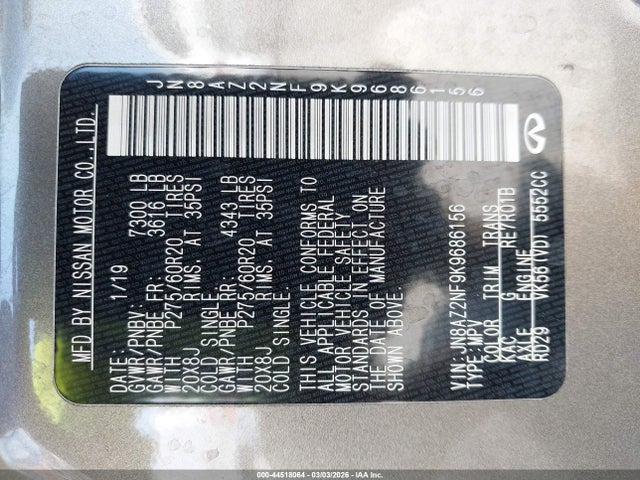 MFD BY NISSAN MOTOR CO.,LTD.
JN8AZ2NF9K9686156
DATE: 1/19
GVWR/PNBV: 7300 LB
GAWR/PNBE FR: 3616 LB
WITH P275/60R20 TIRES
20X8J RIMS, AT 35PSI
COLD SINGLE.
GAWR/PNBE RR: 4343 LB
WITH P275/60R20 TIRES
20X8J RIMS, AT 35PSI
COLD SINGLE.
THIS VEHICLE CONFORMS TO
ALL APPLICABLE FEDERAL
MOTOR VEHICLE SAFETY
STANDARDS IN EFFECT ON
THE DATE OF MANUFACTURE
SHOWN ABOVE.
VIN: JN8AZ2NF9K9686156
TYPE: MPV
COLOR TRIM TRANS
KAC G RE7R01B
AXLE ENGINE
RD29 VK56(VD) 5552CC
000-44518064 - 03/03/2026 - IAA Inc.